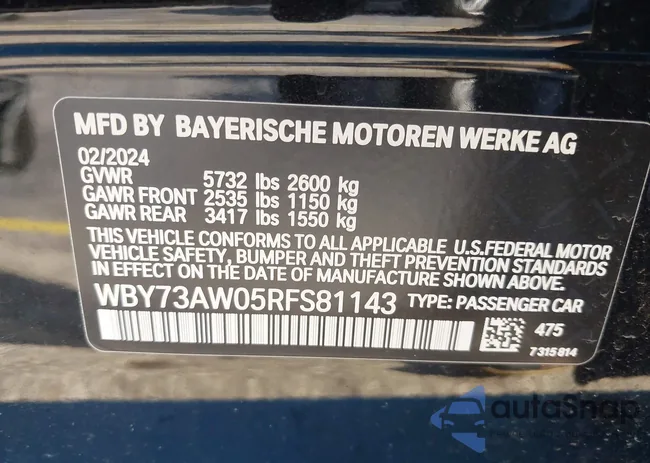 MFD BY BAYERISCHE MOTOREN WERKE AG
02/2024
GVWR 5732 lbs 2600 kg
GAWR FRONT 2535 lbs 1150 kg
GAWR REAR 3417 lbs 1550 kg
THIS VEHICLE CONFORMS TO ALL APPLICABLE U.S.FEDERAL MOTOR
VEHICLE SAFETY, BUMPER AND THEFT PREVENTION STANDARDS
IN EFFECT ON THE DATE OF MANUFACTURE SHOWN ABOVE.
WBY73AW05RFS81143 TYPE: PASSENGER CAR
475
7315814
autoSnap